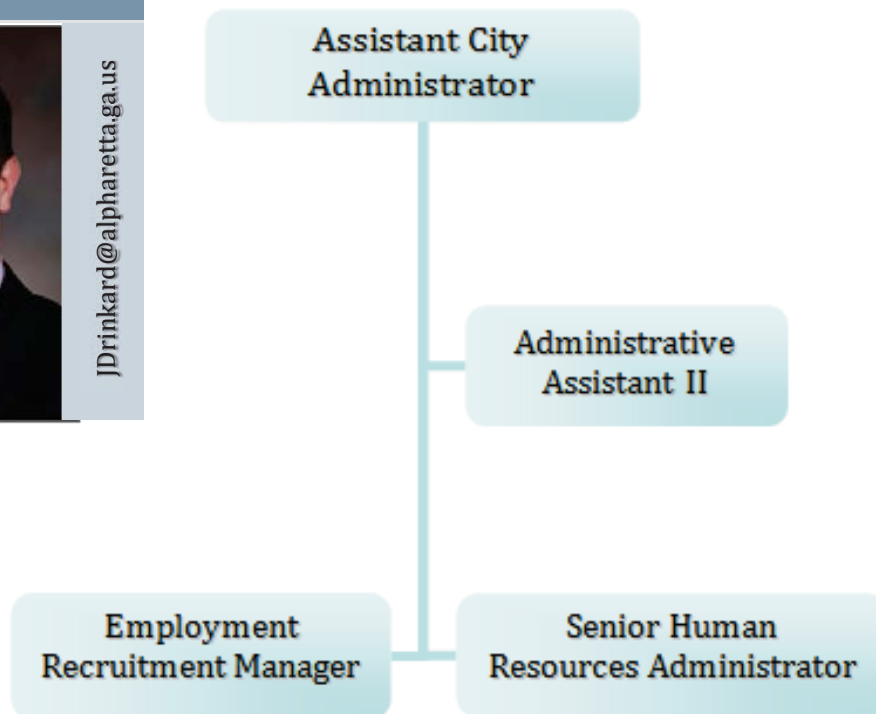 JDrinkard@alpharetta.ga.us
Assistant City
Administrator
Administrative
Assistant II
Employment
Recruitment Manager
Senior Human
Resources Administrator